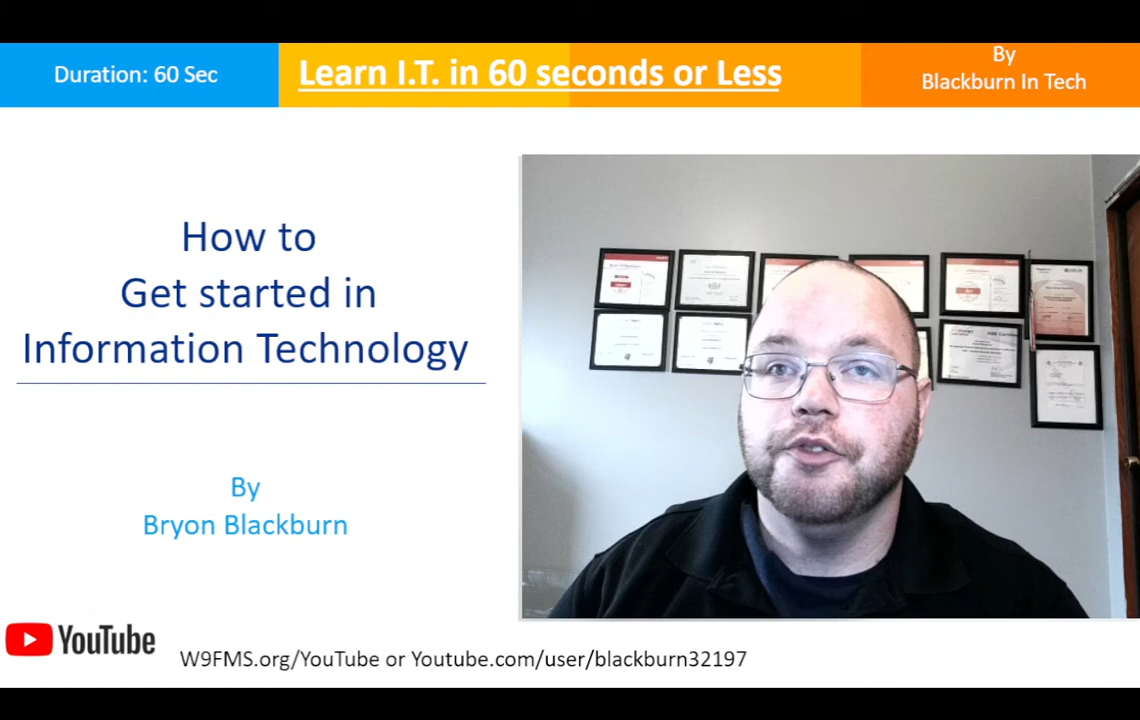 Duration: 60 Sec
Learn I.T. in 60 seconds or Less
By
Blackburn In Tech
How to
Get started in
Information Technology
By
Bryon Blackburn
YouTube
W9FMS.org/YouTube or Youtube.com/user/blackburn32197